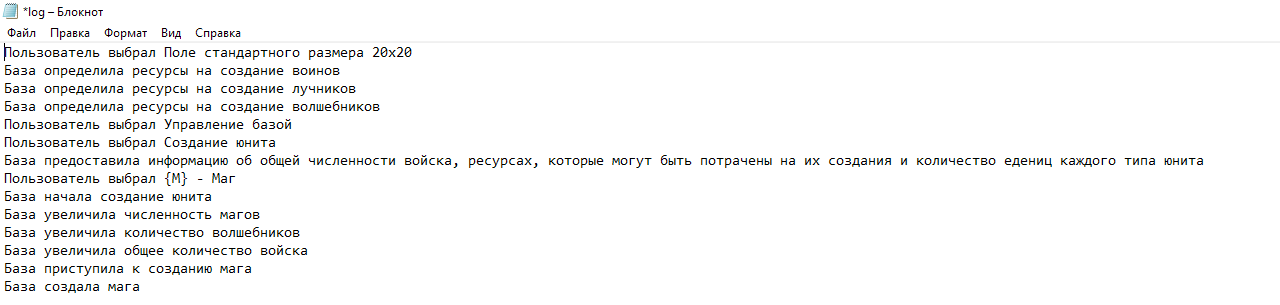 *log – Блокнот
Файл Правка Формат Вид Справка
Пользователь выбрал Поле стандартного размера 20х20
База определила ресурсы на создание воинов
База определила ресурсы на создание лучников
База определила ресурсы на создание волшебников
Пользователь выбрал Управление базой
Пользователь выбрал Создание юнита
База предоставила информацию об общей численности войска, ресурсах, которые могут быть потрачены на их создания и количество едениц каждого типа юнита
Пользователь выбрал {M} - Маг
База начала создание юнита
База увеличила численность магов
База увеличила количество волшебников
База увеличила общее количество войска
База приступила к созданию мага
База создала мага